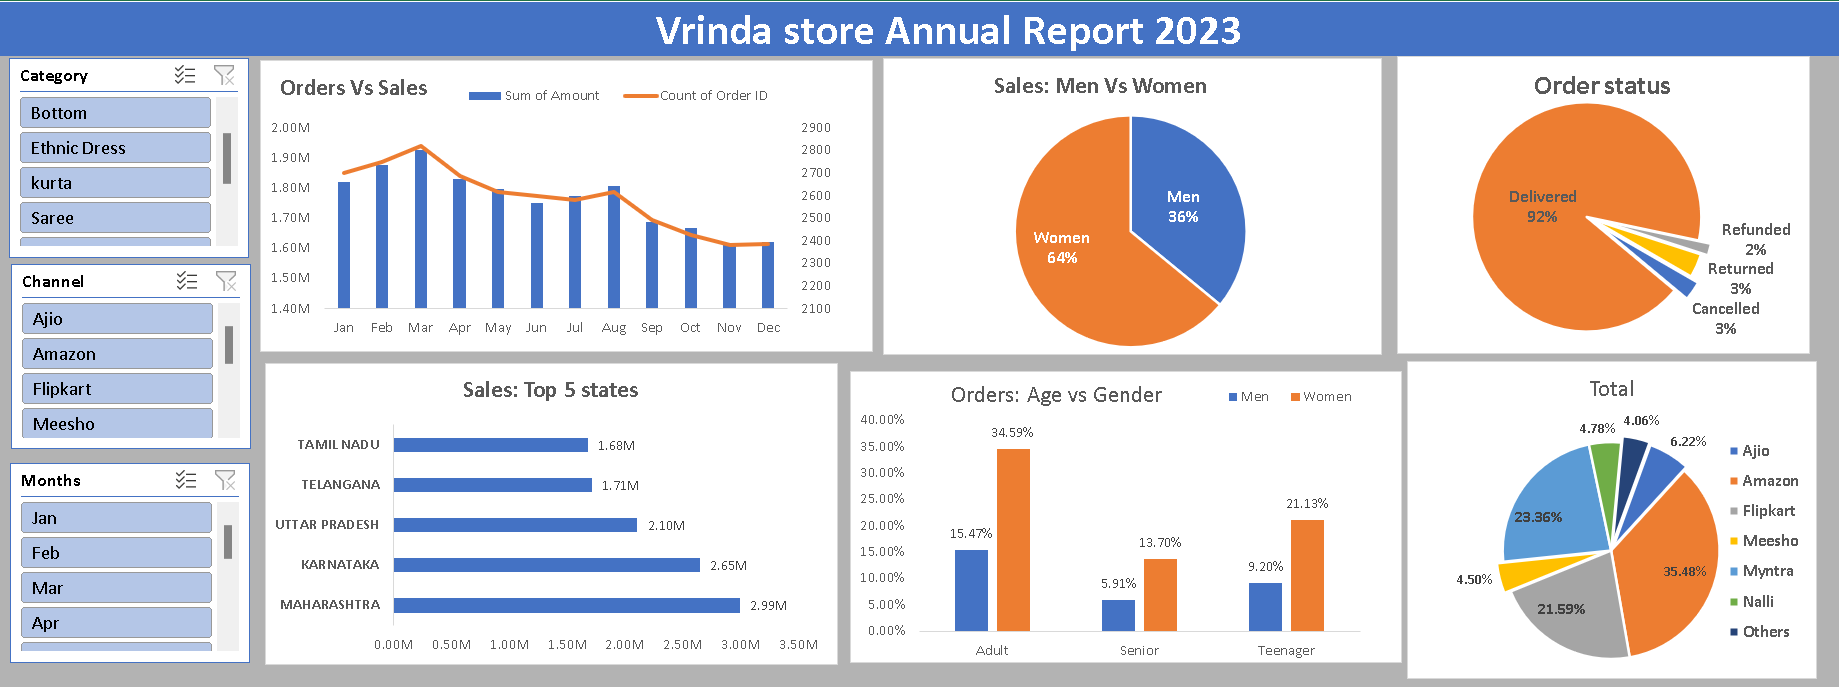 Vrinda store Annual Report 2023
Category
Bottom
Ethnic Dress
kurta
Saree
Channel
Ajio
Amazon
Flipkart
Meesho
Months
Jan
Feb
Mar
Apr
Orders Vs Sales
Sum of Amount
Count of Order ID
2.00M
1.90M
1.80M
1.70M
1.60M
1.50M
1.40M
2900
2800
2700
2600
2500
2400
2300
2200
2100
Jan Feb Mar Apr May Jun Jul Aug Sep Oct Nov Dec
Sales: Men Vs Women
Men
36%
Women
64%
Order status
Delivered
92%
Refunded
2%
Returned
3%
Cancelled
3%
Sales: Top 5 states
TAMIL NADU 1.68M
TELANGANA 1.71M
UTTAR PRADESH 2.10M
KARNATAKA 2.65M
MAHARASHTRA 2.99M
0.00M 0.50M 1.00M 1.50M 2.00M 2.50M 3.00M 3.50M
Orders: Age vs Gender
Men Women
40.00%
35.00%
30.00%
25.00%
20.00%
15.00%
10.00%
5.00%
0.00%
15.47%
34.59%
5.91%
13.70%
9.20%
21.13%
Adult Senior Teenager
Total
4.78%
4.06%
6.22%
23.36%
35.48%
4.50%
21.59%
Ajio
Amazon
Flipkart
Meesho
Myntra
Nalli
Others